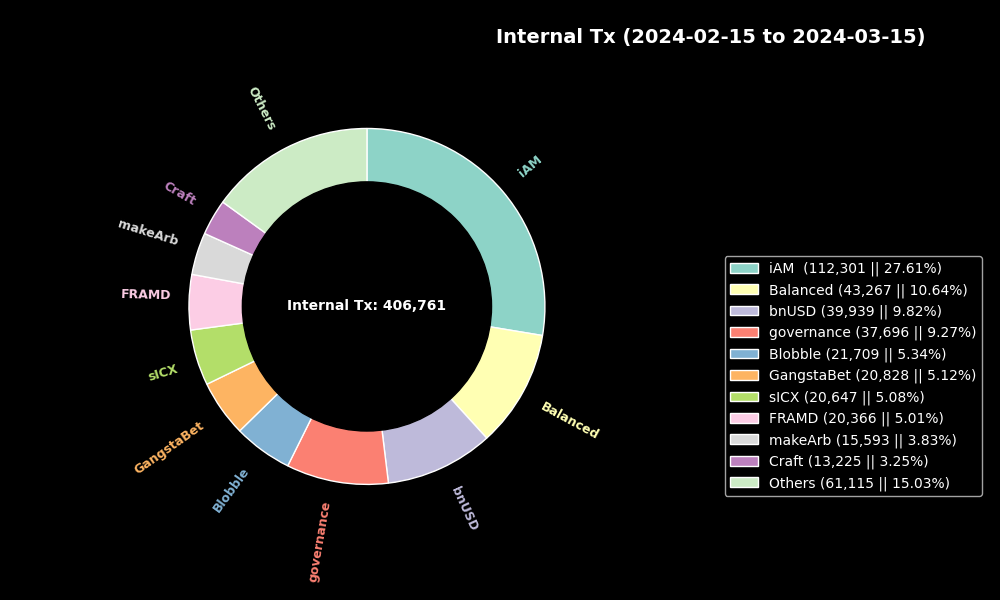 Internal Tx (2024-02-15 to 2024-03-15)
Others
iAM
Craft
makeArb
FRAMD
Internal Tx: 406,761
sICX
GangstaBet
Balanced
Blobble
bnUSD
governance
iAM  (112,301 || 27.61%)
Balanced (43,267 || 10.64%)
bnUSD (39,939 || 9.82%)
governance (37,696 || 9.27%)
Blobble (21,709 || 5.34%)
GangstaBet (20,828 || 5.12%)
sICX (20,647 || 5.08%)
FRAMD (20,366 || 5.01%)
makeArb (15,593 || 3.83%)
Craft (13,225 || 3.25%)
Others (61,115 || 15.03%)